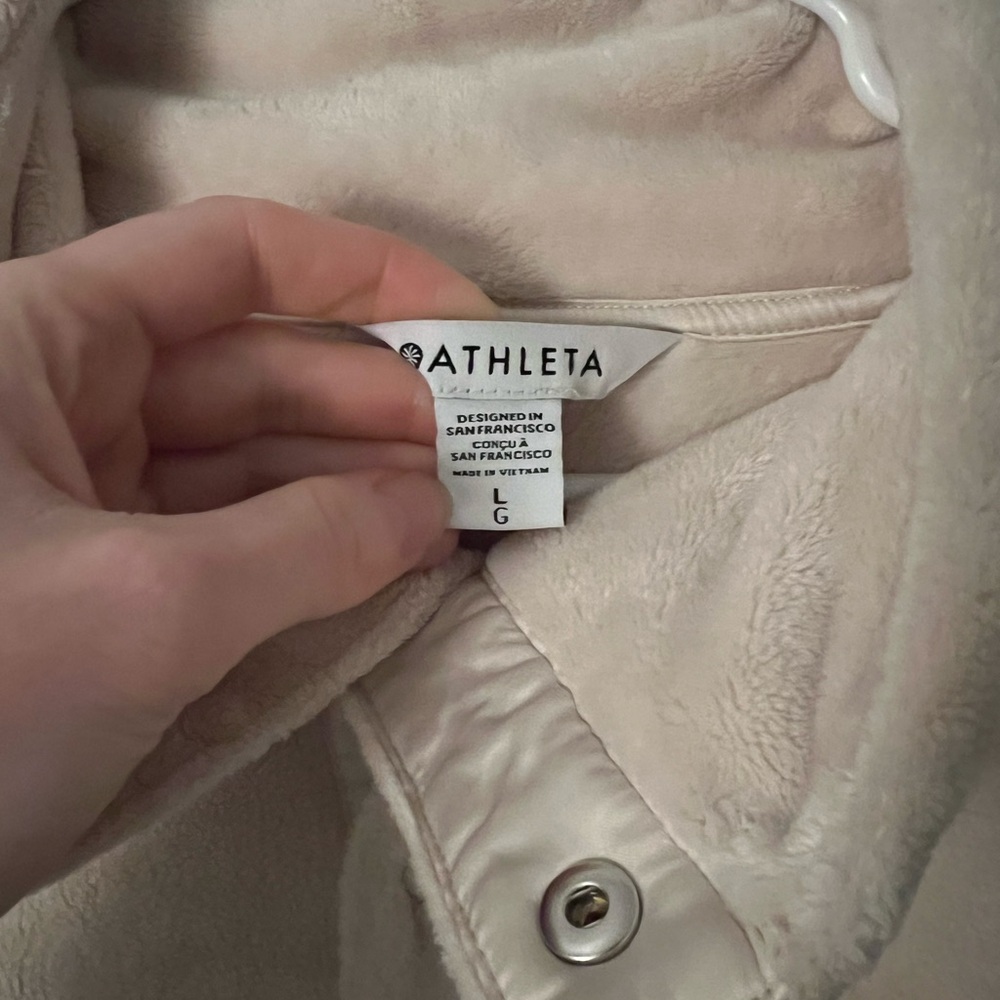 ATHLETA
DESIGNED IN
SAN FRANCISCO
CONÇU À
SAN FRANCISCO
MADE IN VIETNAM
L
G